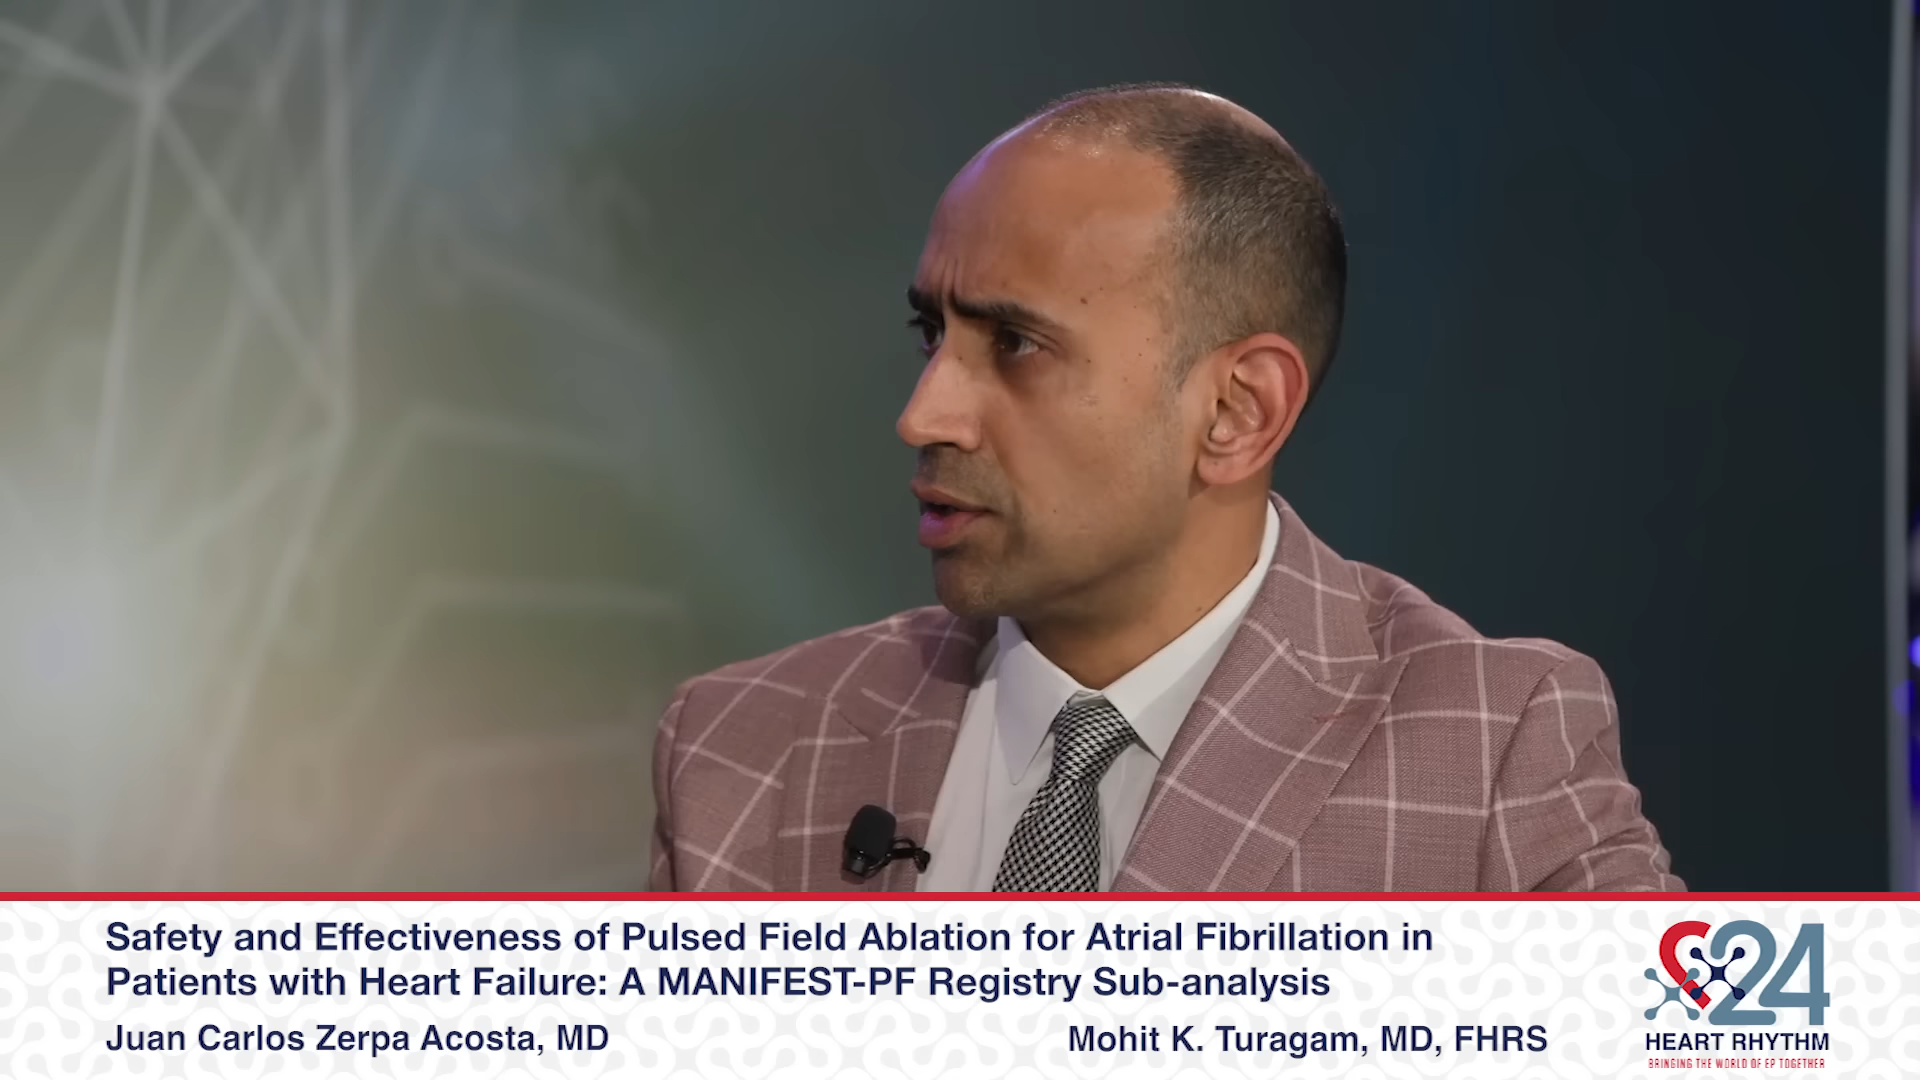 Safety and Effectiveness of Pulsed Field Ablation for Atrial Fibrillation in
Patients with Heart Failure: A MANIFEST-PF Registry Sub-analysis
Juan Carlos Zerpa Acosta, MD
Mohit K. Turagam, MD, FHRS
24
HEART RHYTHM
BRINGING THE WORLD OF EP TOGETHER